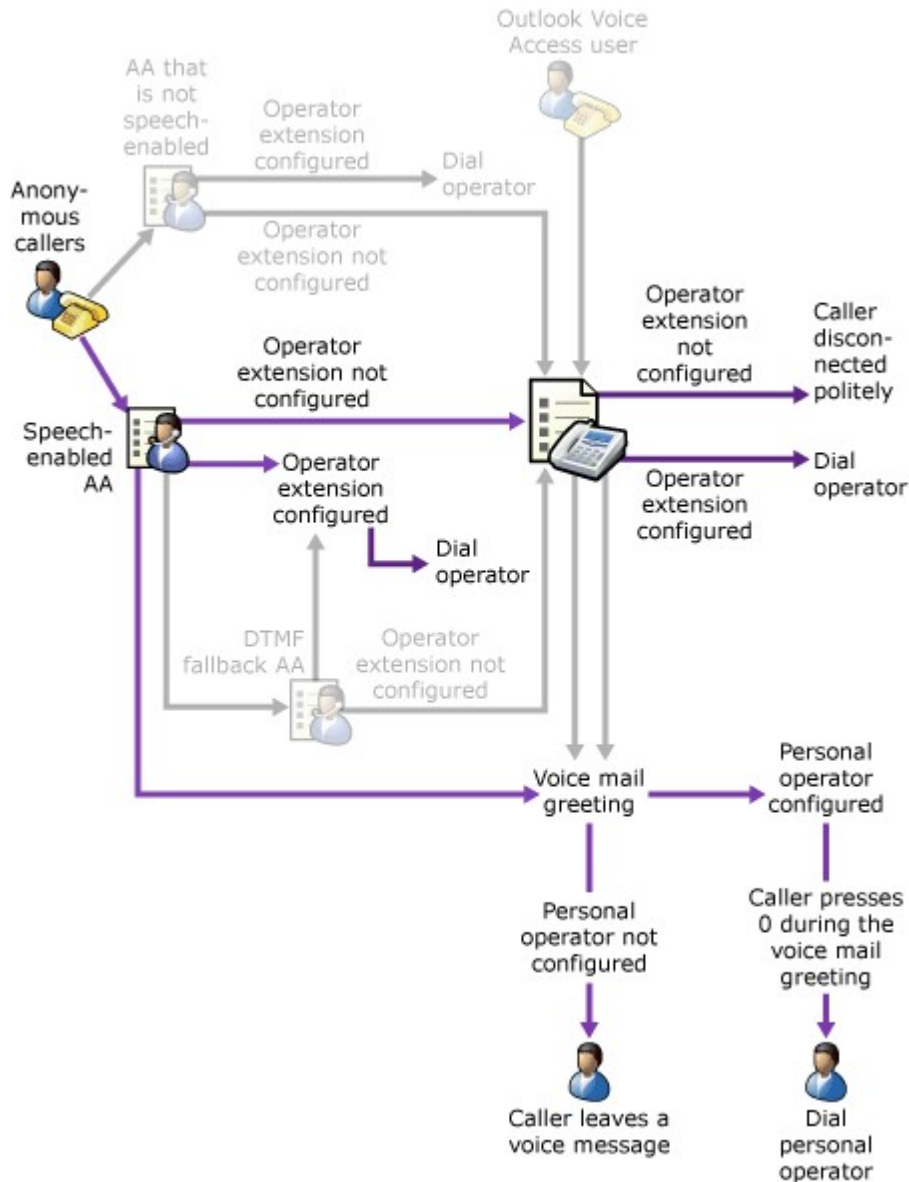 Outlook Voice
Access user
AA that
is not
speech-
enabled
Operator
extension
configured
Dial
operator
Anony-
mous
callers
Operator
extension not
configured
Operator
extension not
configured
Operator
extension
not
configured
Caller
discon-
nected
politely
Speech-
enabled
AA
Operator
extension
configured
Dial
operator
Operator
extension
configured
Dial
operator
DTMF
fallback AA
Operator
extension not
configured
Voice mail
greeting
Personal
operator
configured
Personal
operator not
configured
Caller presses
0 during the
voice mail
greeting
Caller leaves a
voice message
Dial
personal
operator